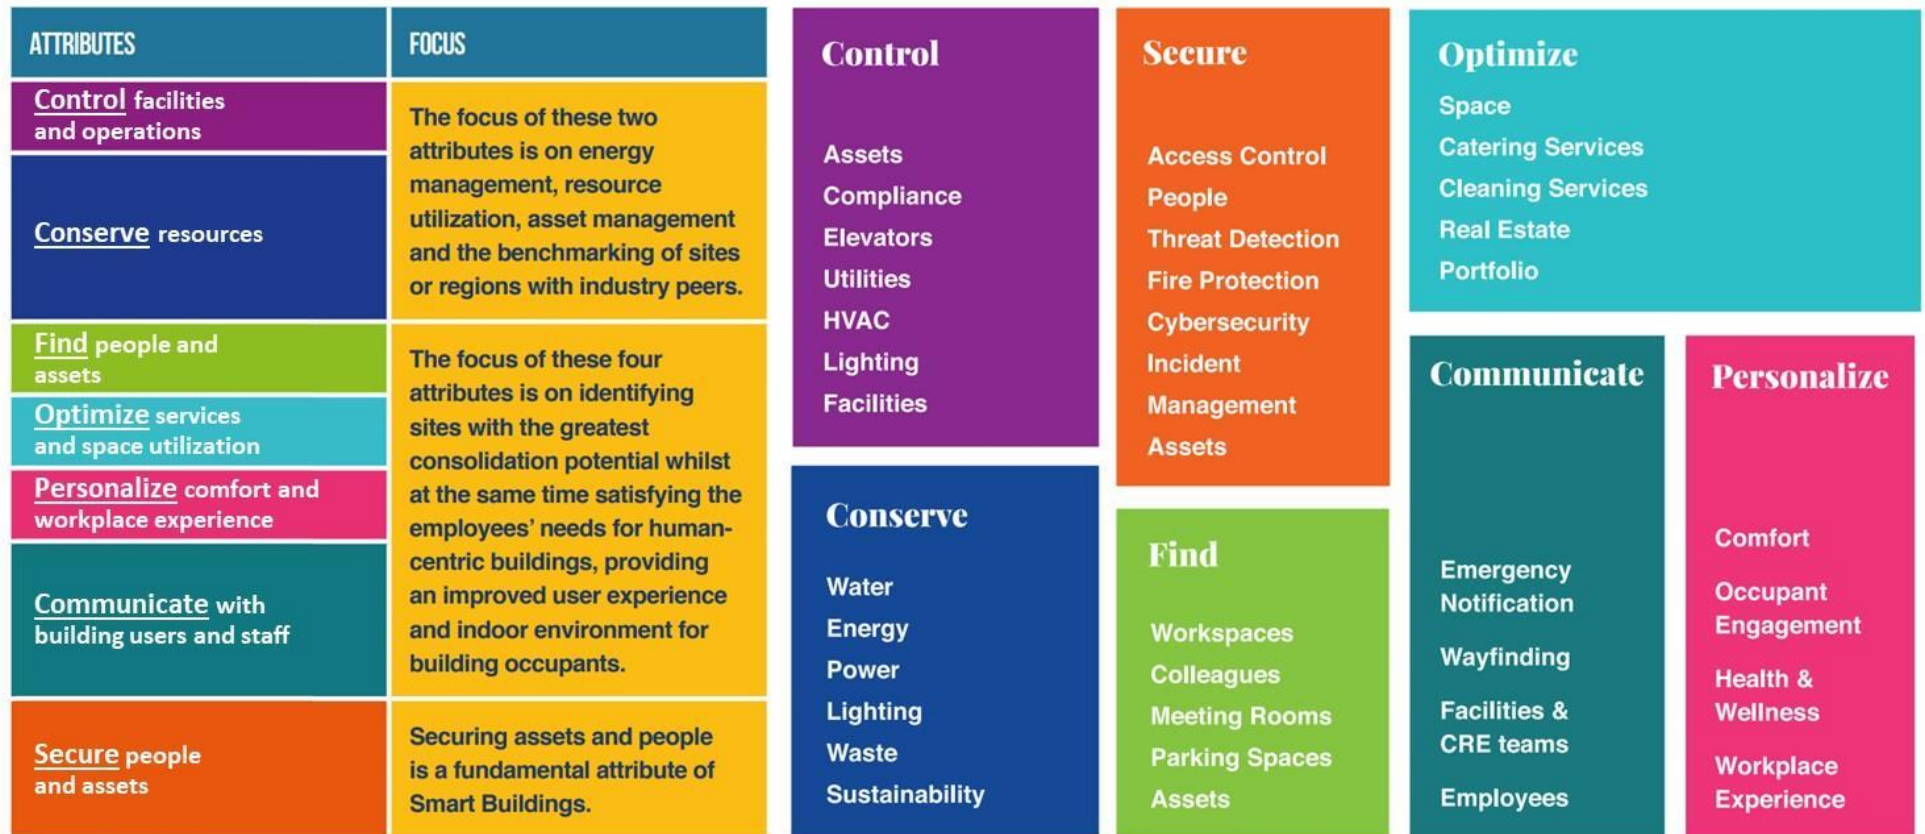 ATTRIBUTES
FOCUS
Control facilities
and operations
Conserve resources
The focus of these two
attributes is on energy
management, resource
utilization, asset management
and the benchmarking of sites
or regions with industry peers.
Find people and
assets
Optimize services
and space utilization
Personalize comfort and
workplace experience
Communicate with
building users and staff
The focus of these four
attributes is on identifying
sites with the greatest
consolidation potential whilst
at the same time satisfying the
employees' needs for human-
centric buildings, providing
an improved user experience
and indoor environment for
building occupants.
Secure people
and assets
Securing assets and people
is a fundamental attribute of
Smart Buildings.
Control
Assets
Compliance
Elevators
Utilities
HVAC
Lighting
Facilities
Conserve
Water
Energy
Power
Lighting
Waste
Sustainability
Secure
Access Control
People
Threat Detection
Fire Protection
Cybersecurity
Incident
Management
Assets
Find
Workspaces
Colleagues
Meeting Rooms
Parking Spaces
Assets
Optimize
Space
Catering Services
Cleaning Services
Real Estate
Portfolio
Communicate
Emergency
Notification
Wayfinding
Facilities &
CRE teams
Employees
Personalize
Comfort
Occupant
Engagement
Health &
Wellness
Workplace
Experience